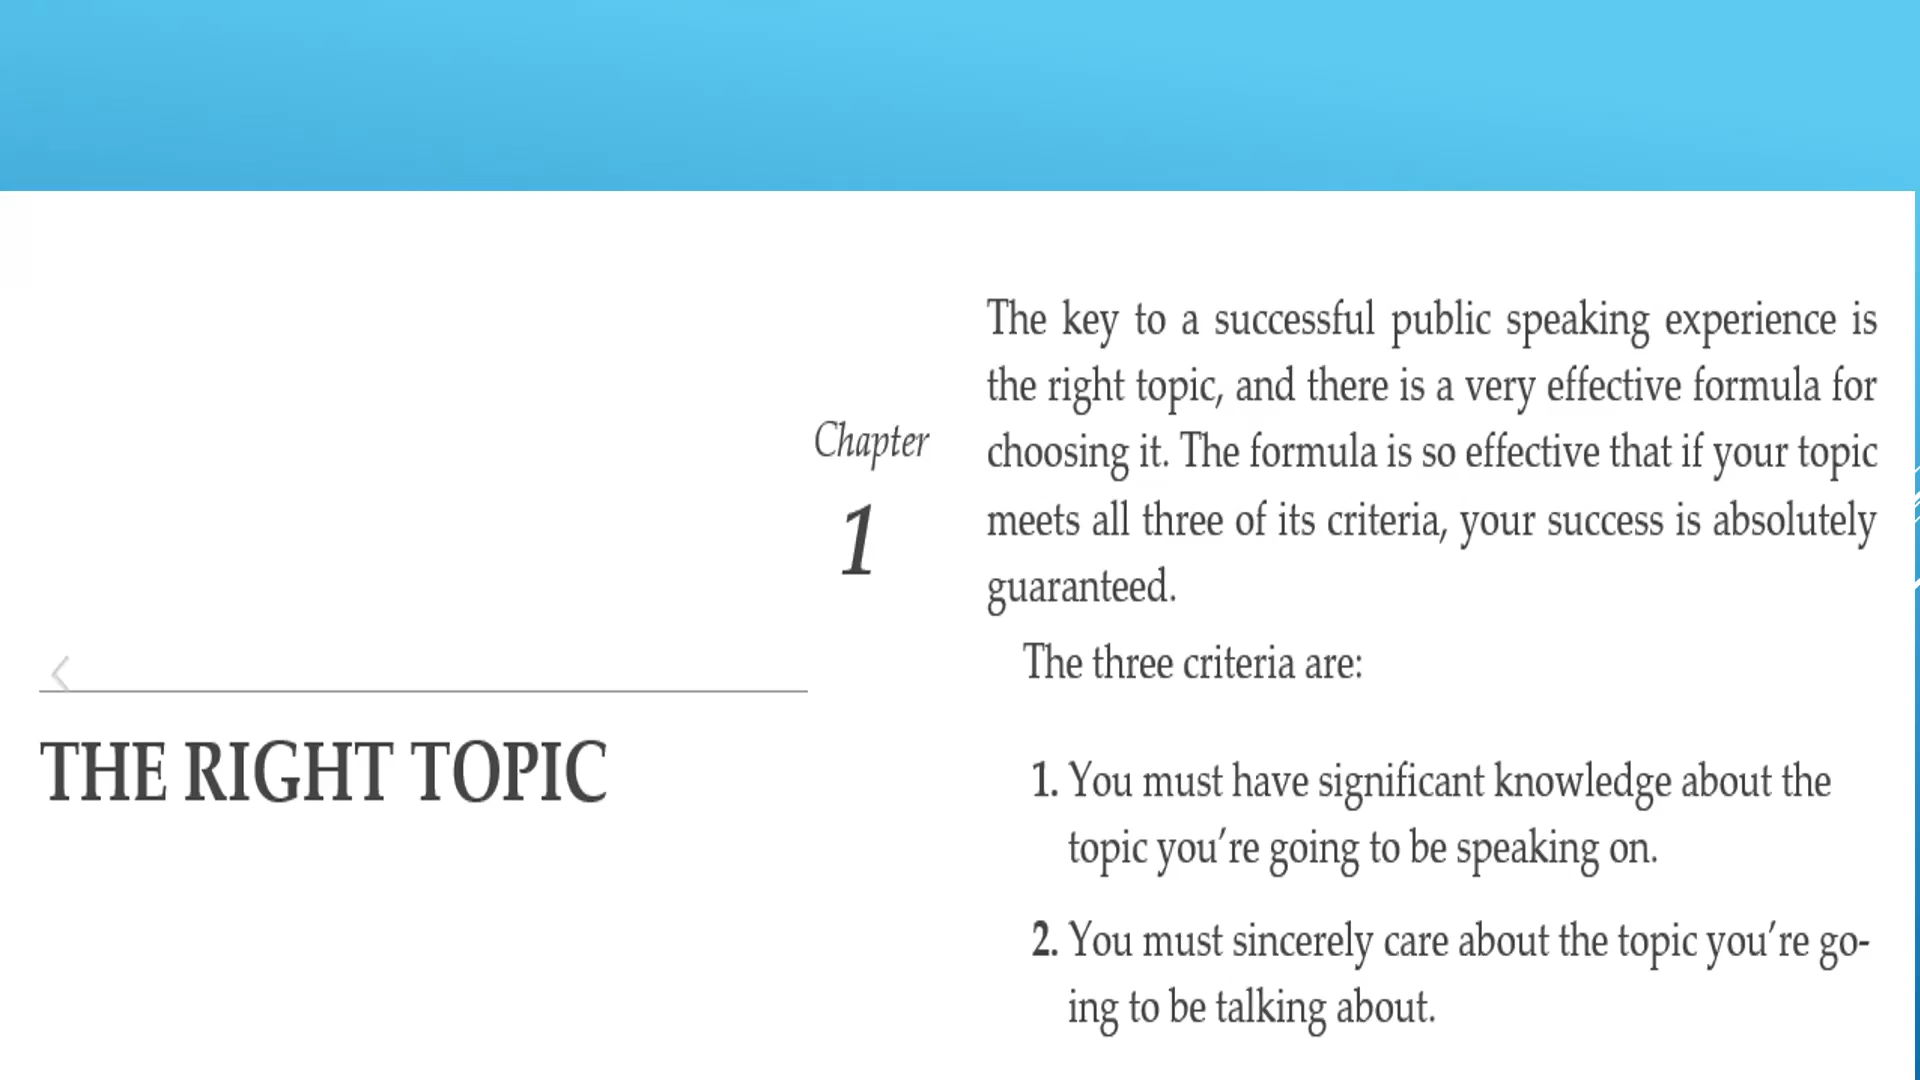 Chapter
1
THE RIGHT TOPIC
The key to a successful public speaking experience is
the right topic, and there is a very effective formula for
choosing it. The formula is so effective that if your topic
meets all three of its criteria, your success is absolutely
guaranteed.
The three criteria are:
1. You must have significant knowledge about the
topic you’re going to be speaking on.
2. You must sincerely care about the topic you’re go-
ing to be talking about.